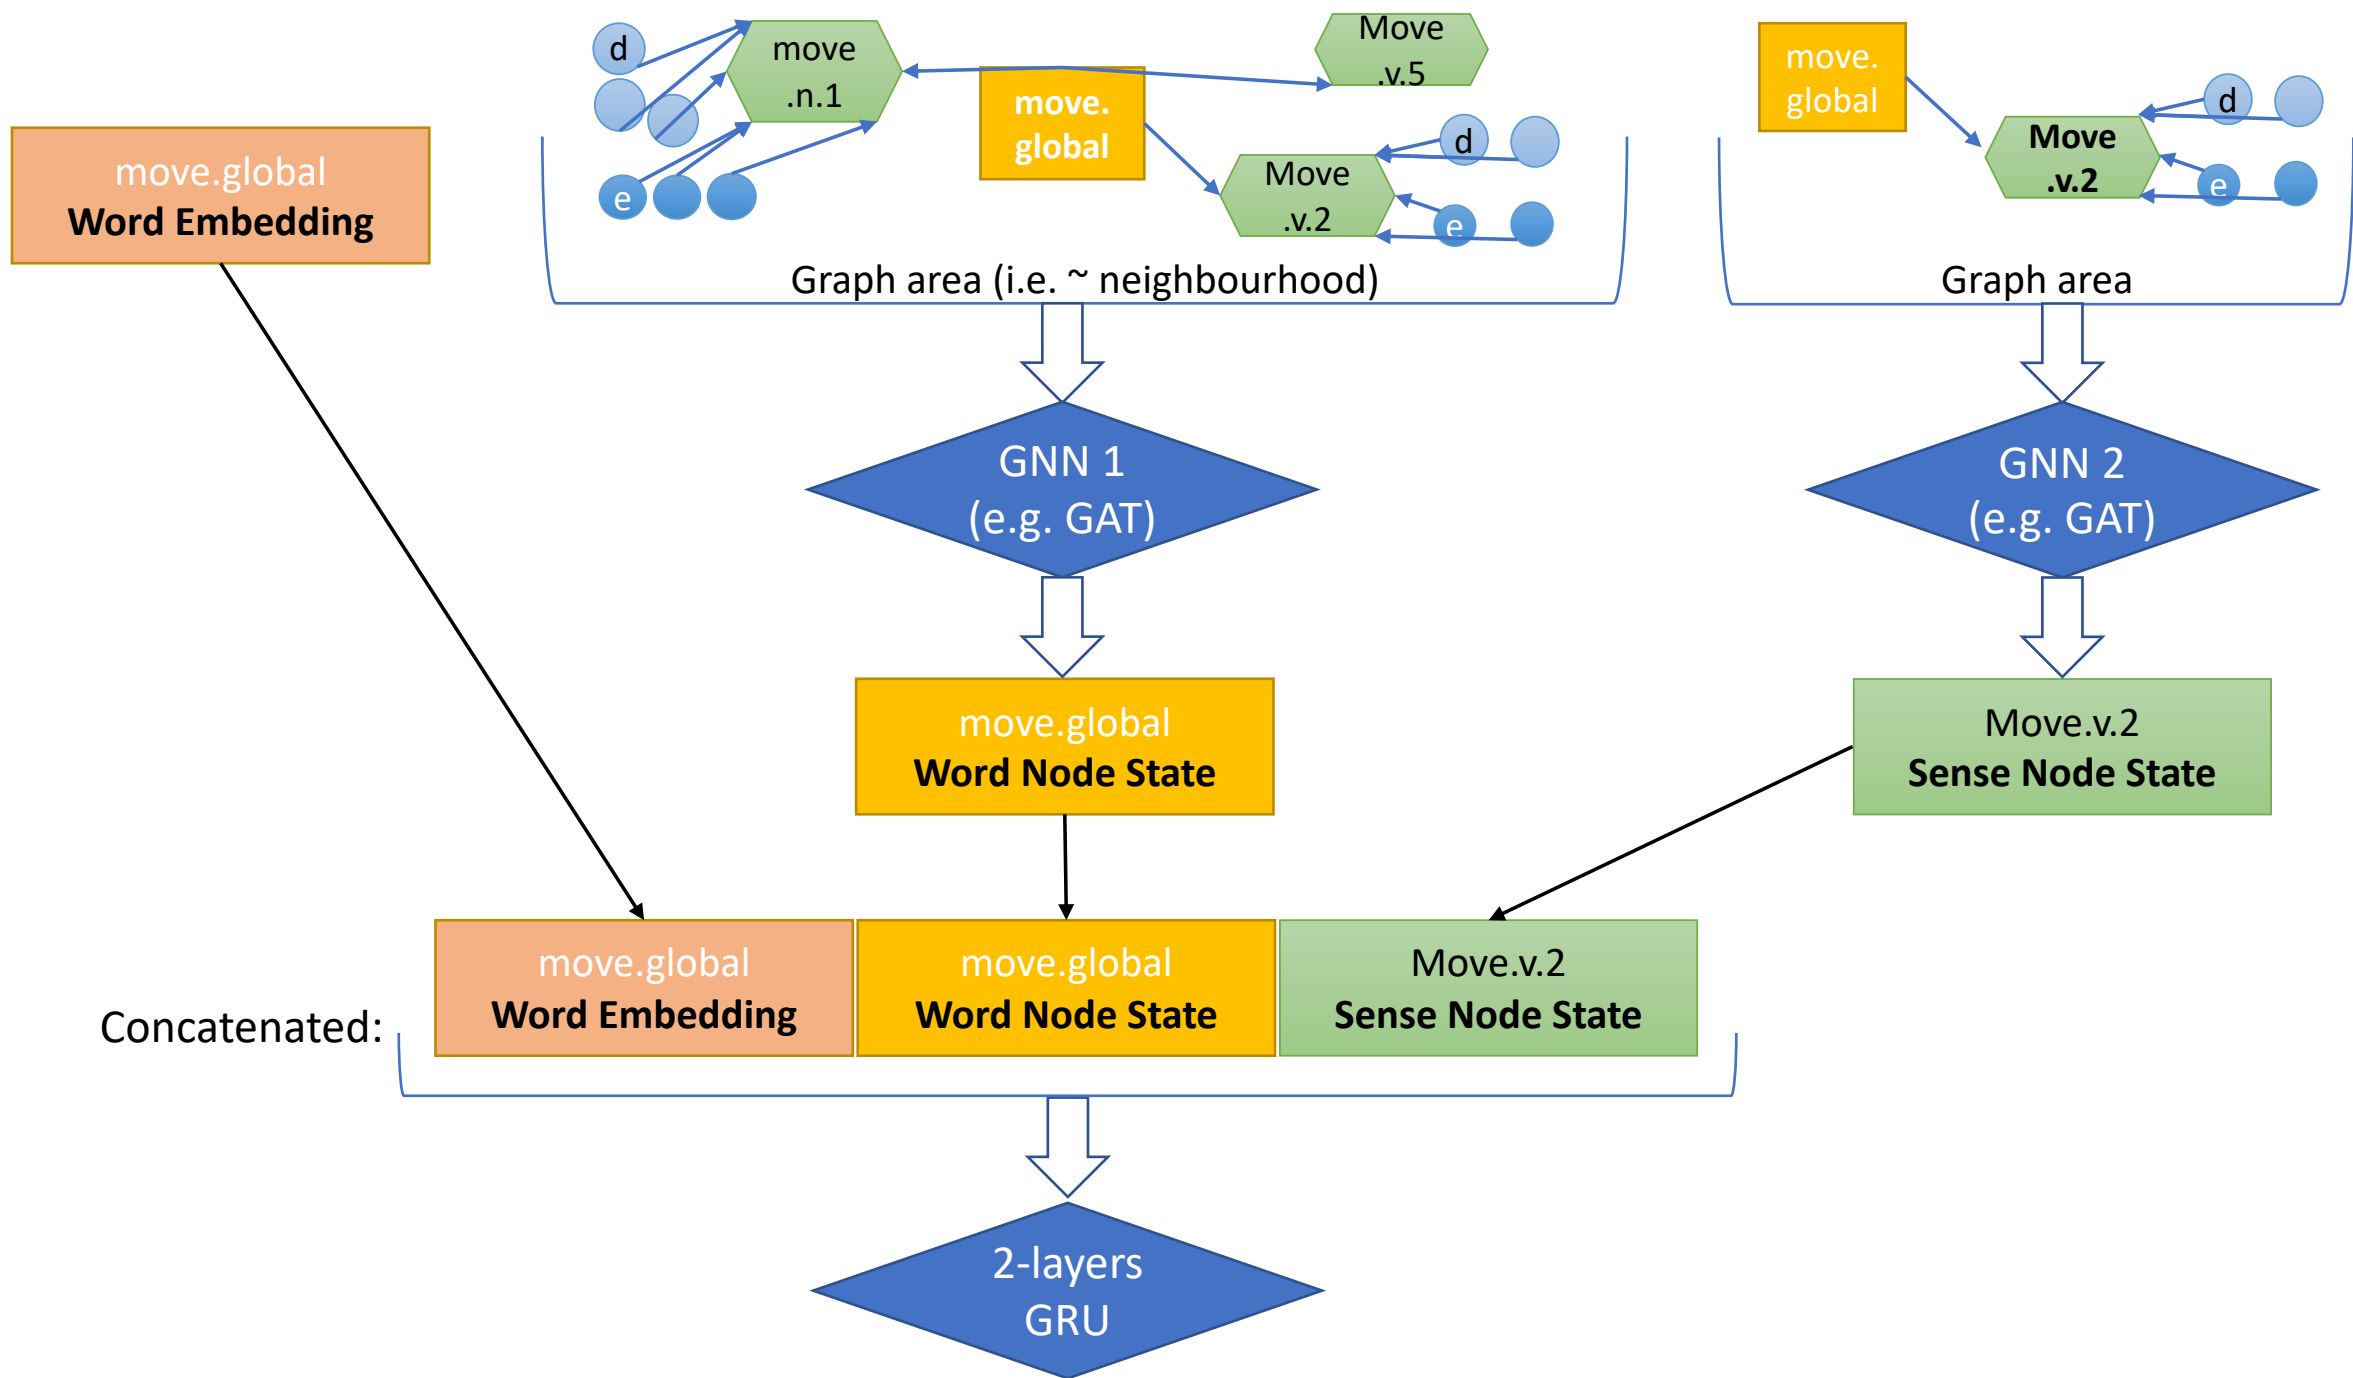 d
move
.n.1
e
move.
global
Move
.v.5
d
Move
.v.2
e
Graph area (i.e. ~ neighbourhood)
move.
global
d
Move
.v.2
e
Graph area
move.global
Word Embedding
GNN 1
(e.g. GAT)
GNN 2
(e.g. GAT)
move.global
Word Node State
Move.v.2
Sense Node State
Concatenated:
move.global
Word Embedding
move.global
Word Node State
Move.v.2
Sense Node State
2-layers
GRU